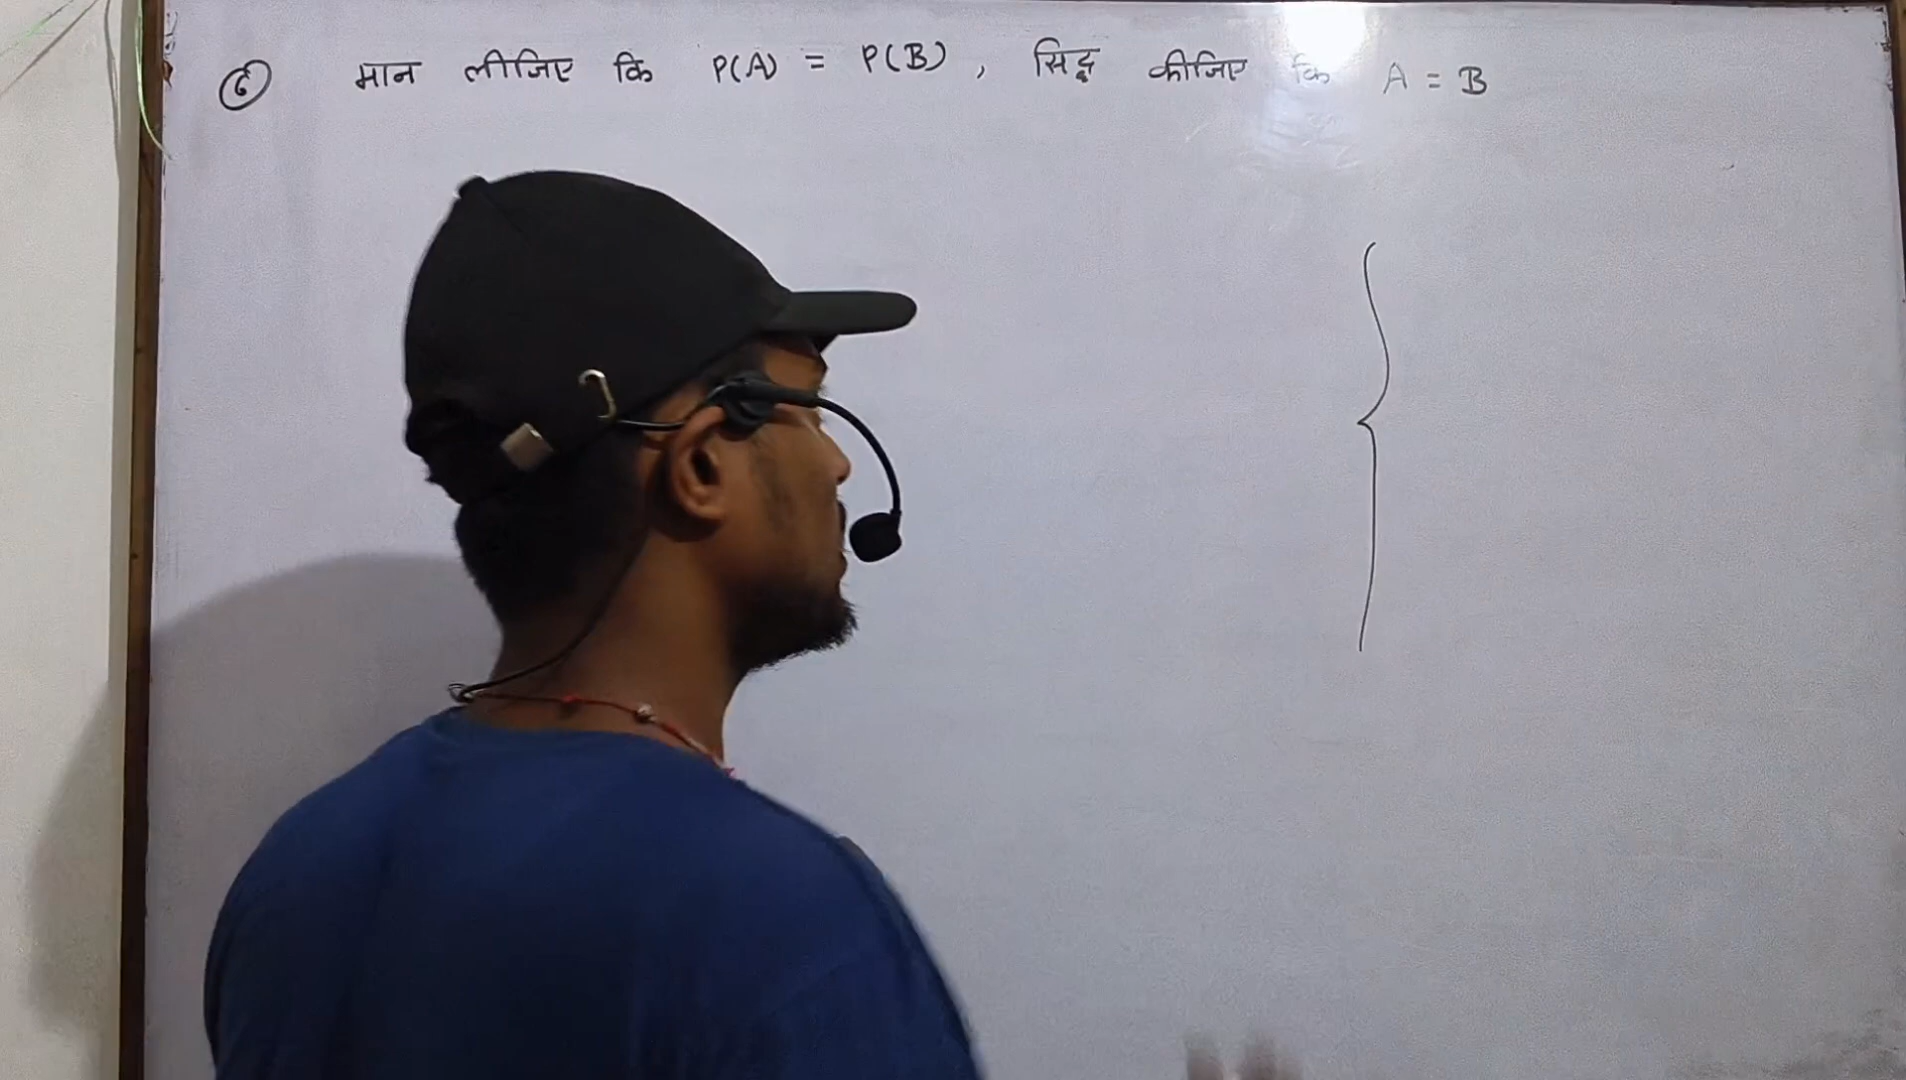 ⑥ मान लीजिए कि P(A) = P(B) , सिद्ध कीजिए कि A = B